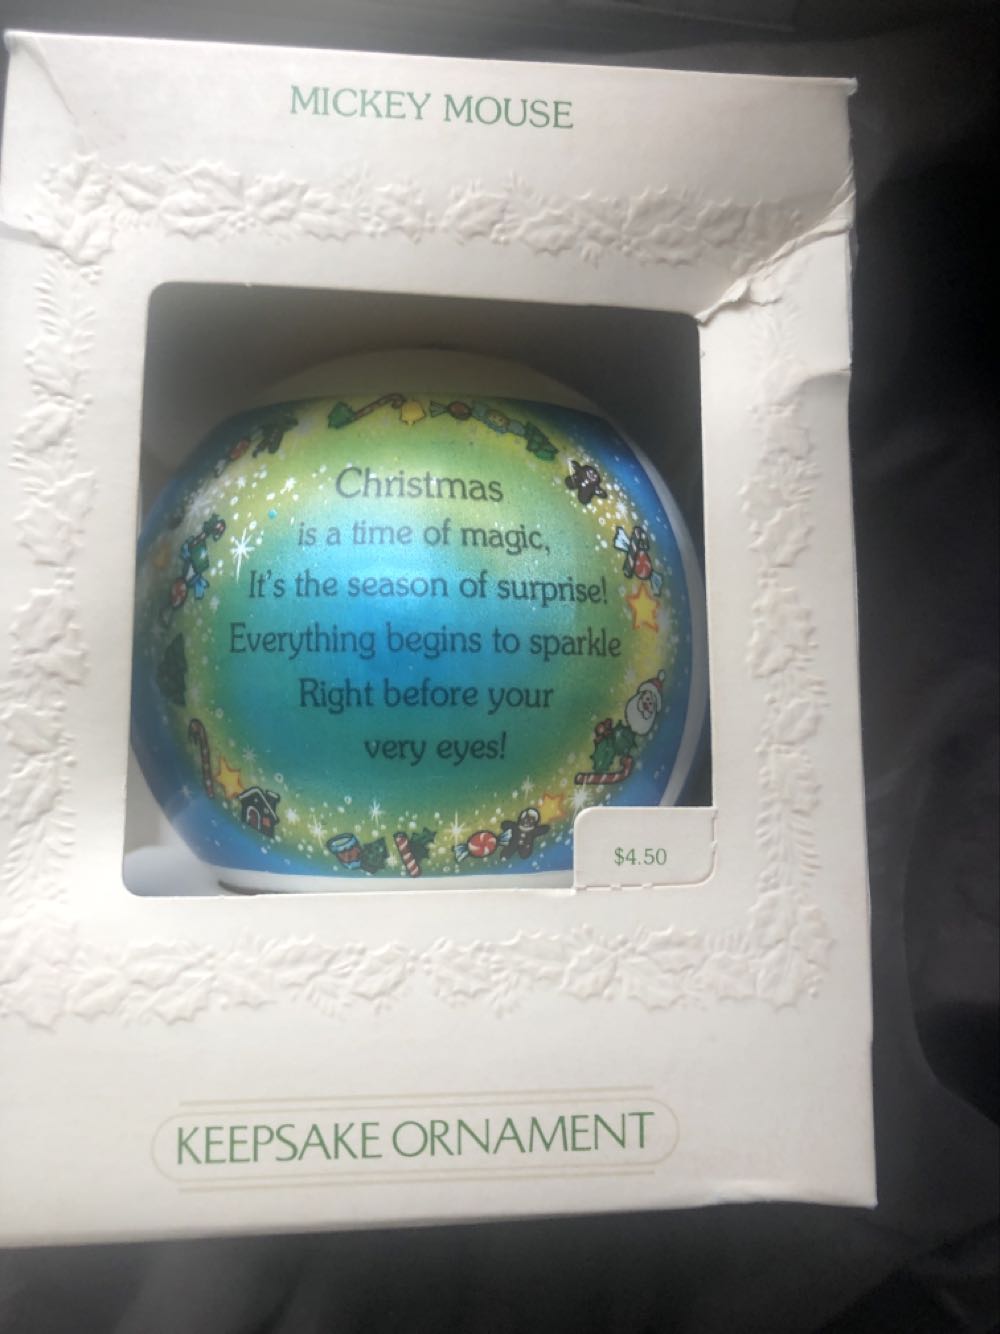 MICKEY MOUSE
Christmas
is a time of magic,
It's the season of surprise!
Everything begins to sparkle
Right before your
very eyes!
$4.50
KEEPSAKE ORNAMENT